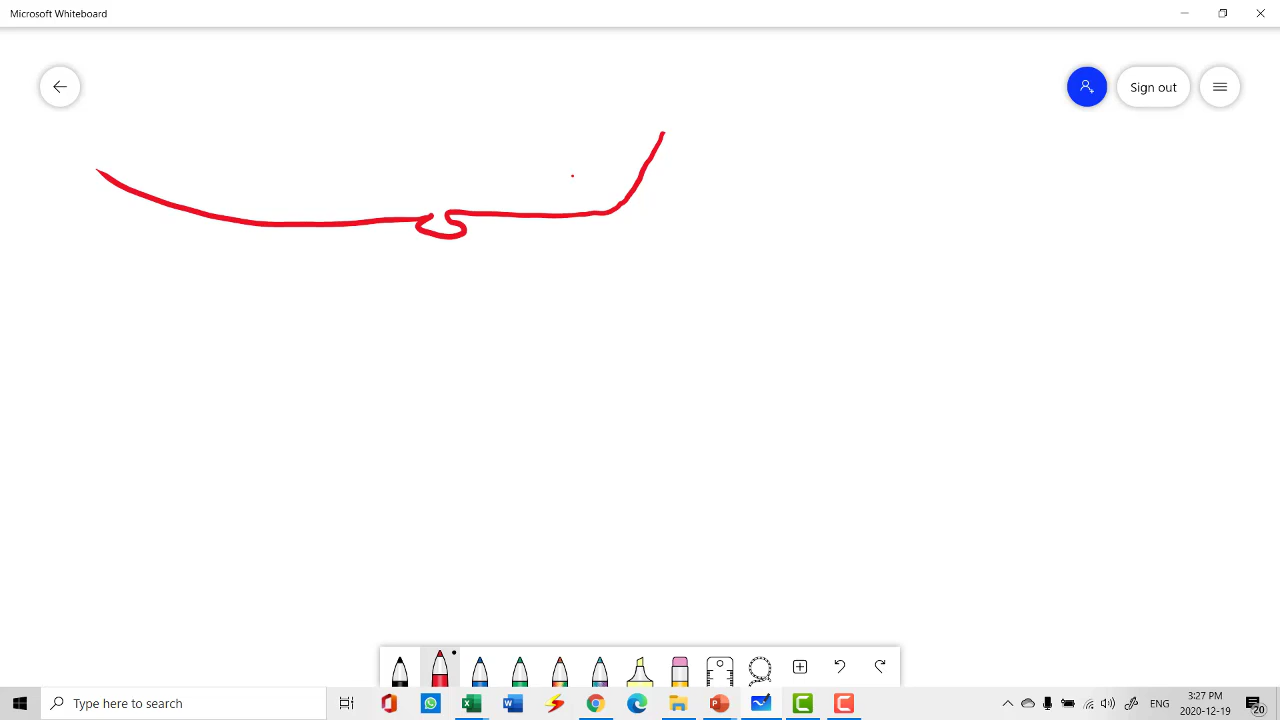 Microsoft Whiteboard
Sign out
Type here to search
ENG
3:27 PM
2020-12-19
20